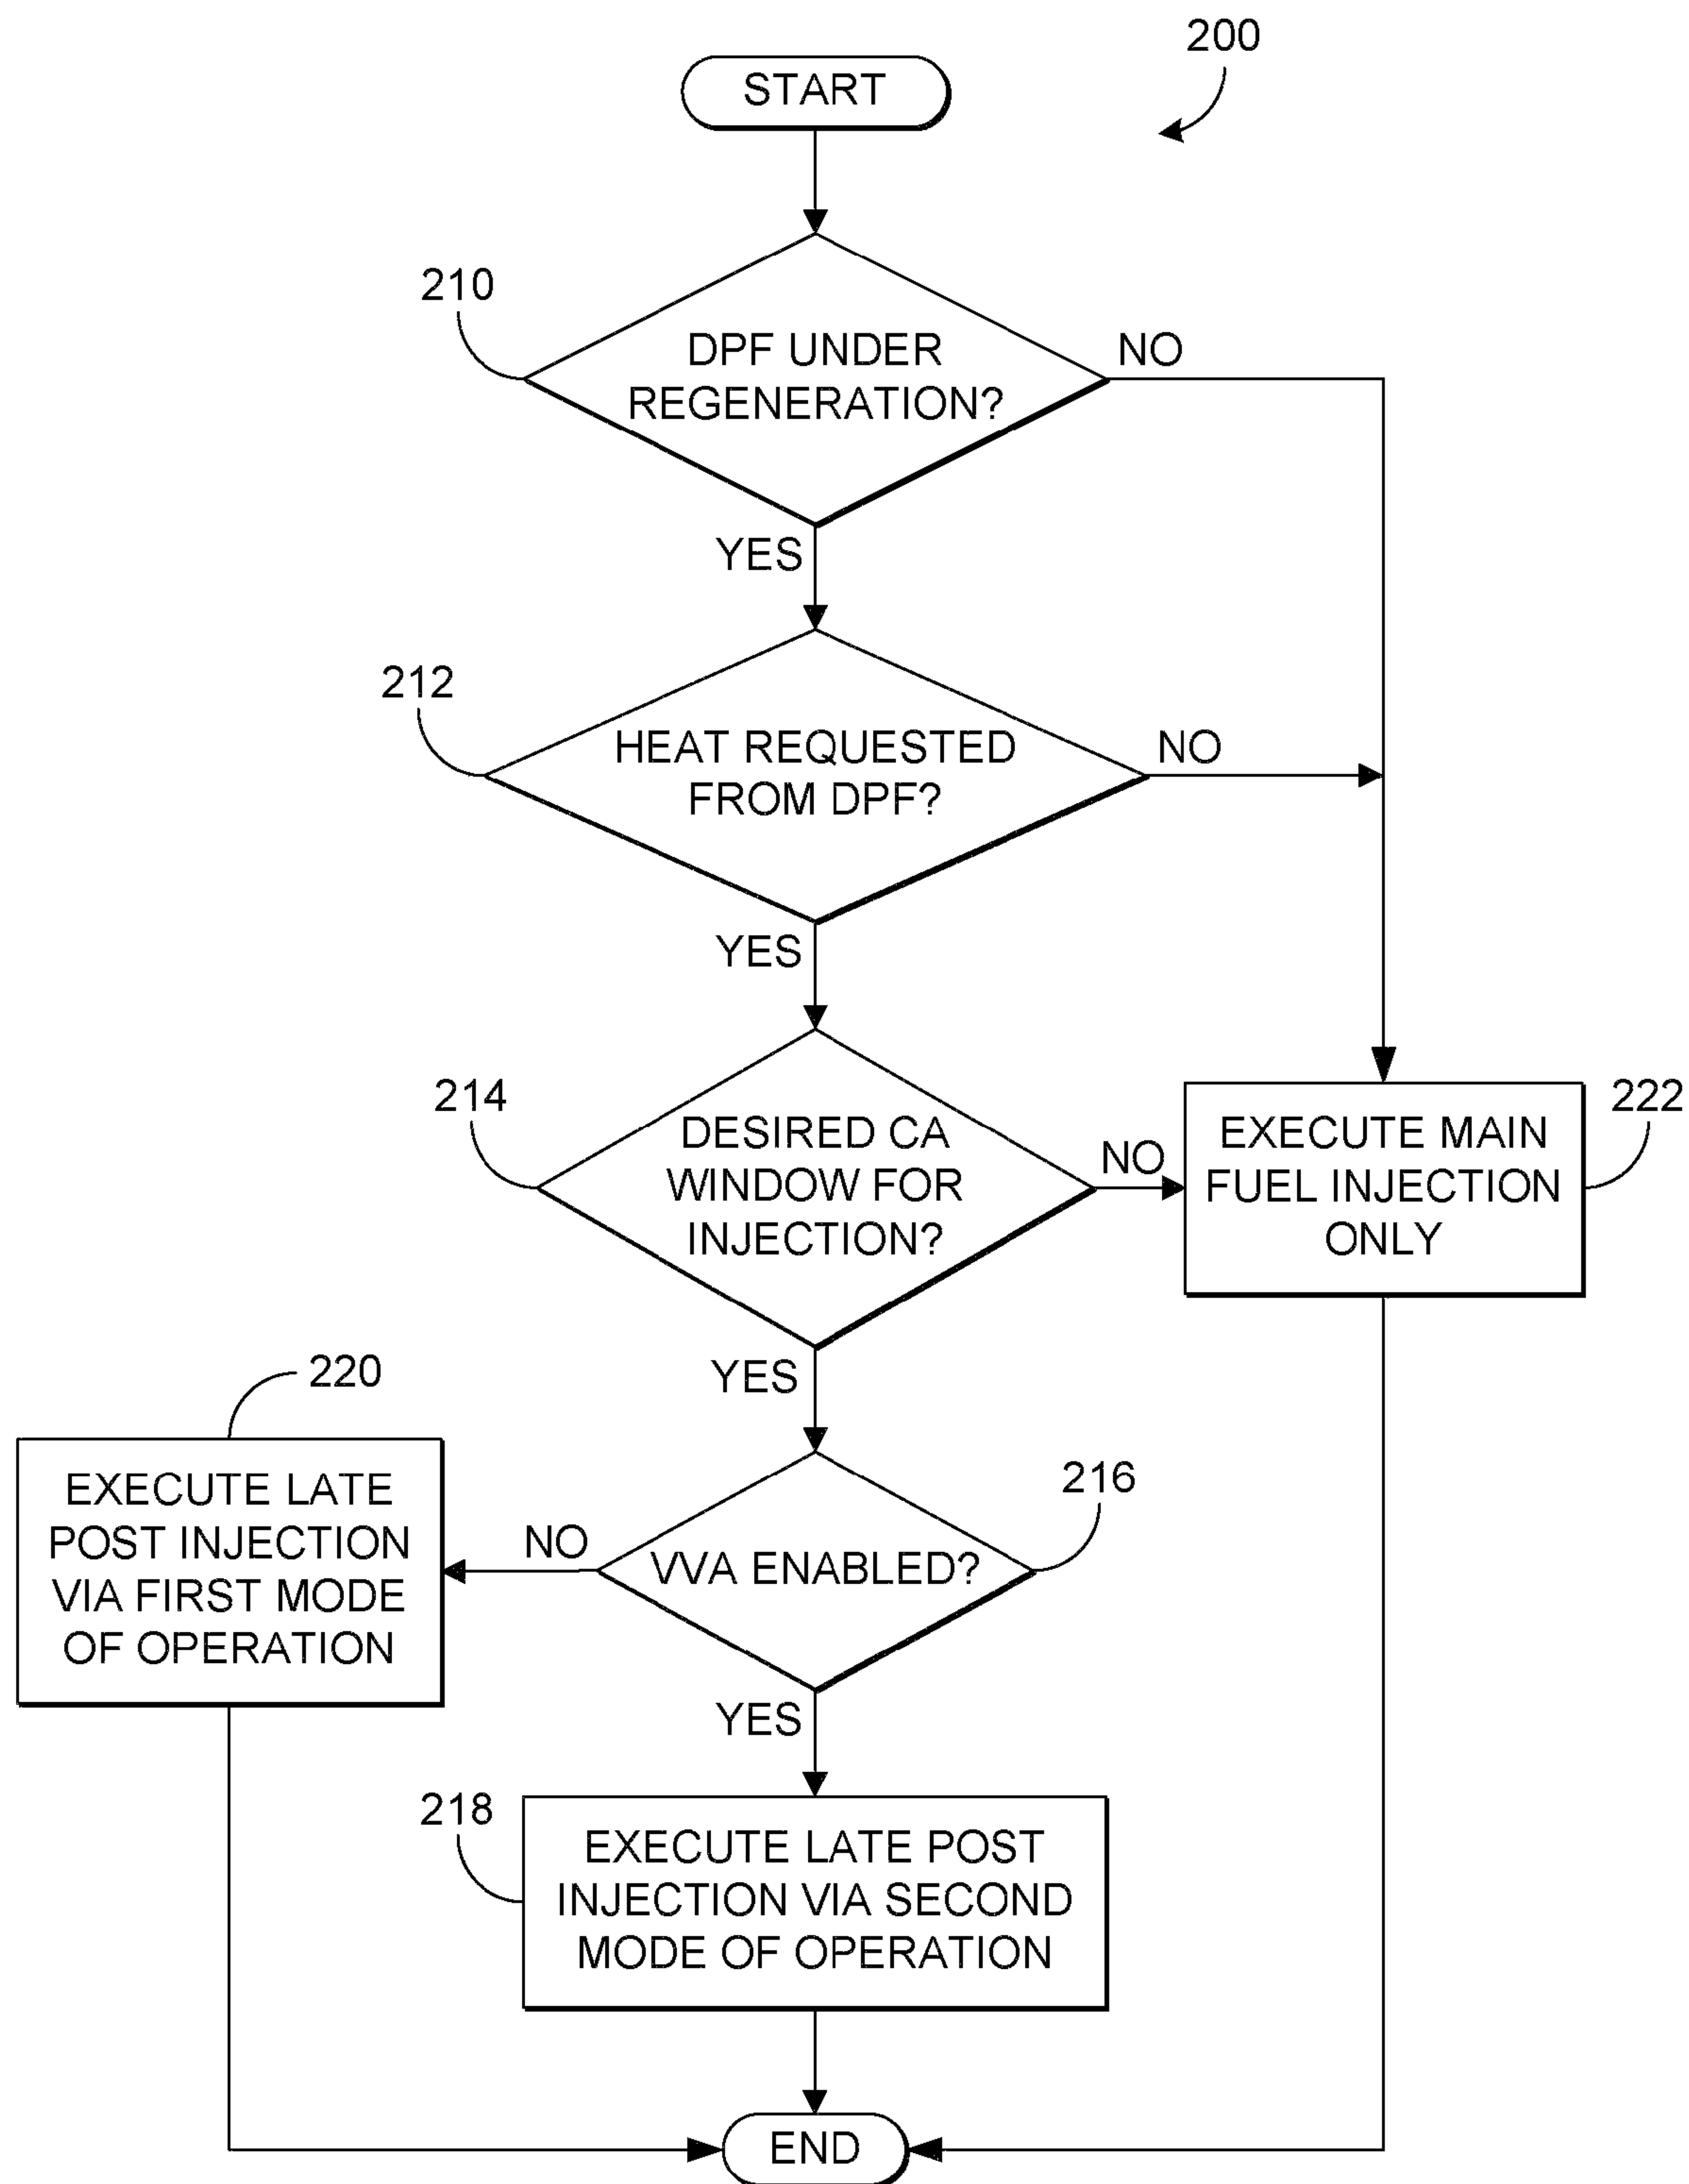 200
START
210
DPF UNDER
REGENERATION?
NO
YES
212
HEAT REQUESTED
FROM DPF?
NO
YES
214
DESIRED CA
WINDOW FOR
INJECTION?
NO
222
EXECUTE MAIN
FUEL INJECTION
ONLY
YES
220
EXECUTE LATE
POST INJECTION
VIA FIRST MODE
OF OPERATION
NO
216
VVA ENABLED?
YES
218
EXECUTE LATE POST
INJECTION VIA SECOND
MODE OF OPERATION
END